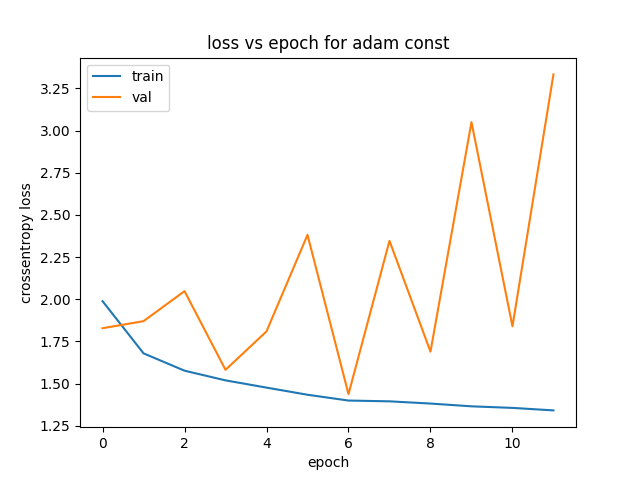 loss vs epoch for adam const
train
val
crossentropy loss
3.25
3.00
2.75
2.50
2.25
2.00
1.75
1.50
1.25
0 2 4 6 8 10
epoch